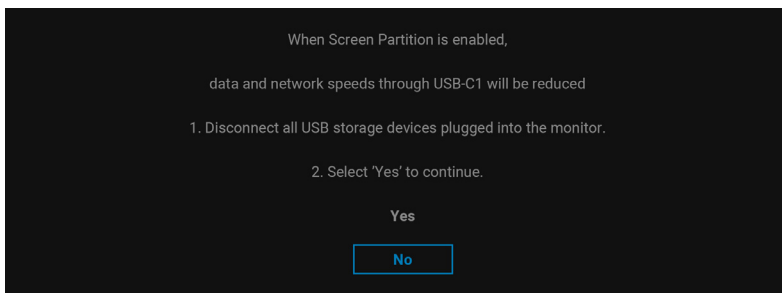 When Screen Partition is enabled,
data and network speeds through USB-C1 will be reduced
1. Disconnect all USB storage devices plugged into the monitor.
2. Select ‘Yes’ to continue.
Yes
No